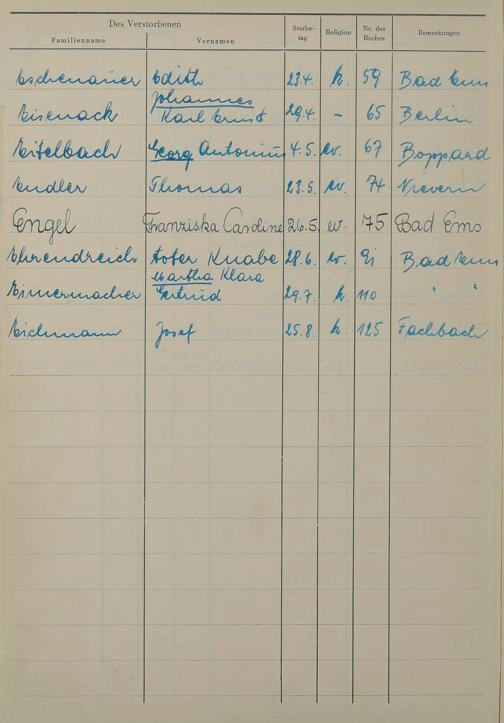 Des Verstorbenen
Familienname Vornamen Sterbetag Religion Nr. des Buches Bemerkungen
Eschenauer Edith 23.4. k. 59 Bad Ems
Eisenack Johannes Karl Ernst 29.4. - 65 Berlin
Eitelbach Georg Antonius 4.5. ev. 67 Boppard
Endler Thomas 23.5. ev. 74 Nievern
Engel Franziska Caroline 26.5. ev. 75 Bad Ems
Ehrendreich toter Knabe 28.6. ev. 91 Bad Ems
Eimermacher Martha Klara Gertrud 29.7. k. 110 " "
Eichmann Josef 25.8. k. 125 Fachbach